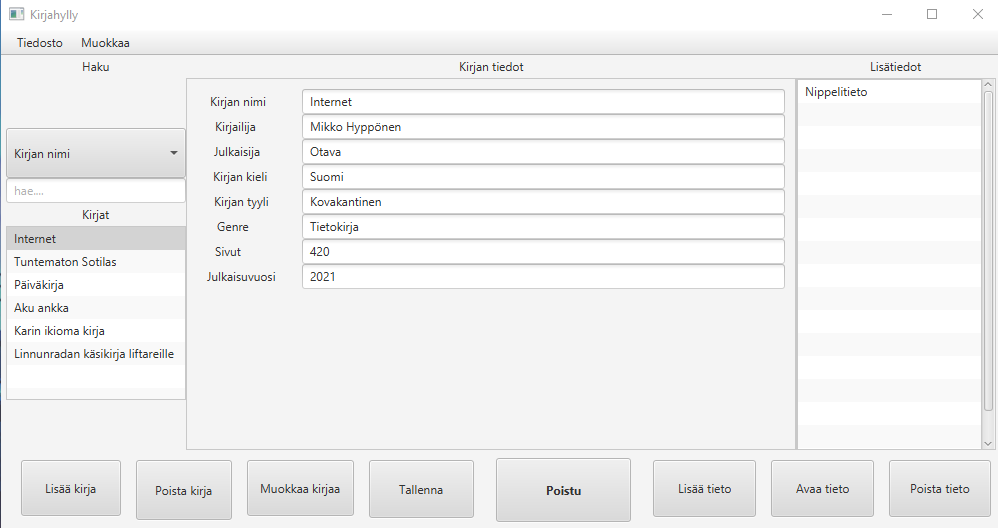 Kirjahylly
Tiedosto Muokkaa
Haku
Kirjan nimi
hae....
Kirjat
Internet
Tuntematon Sotilas
Päiväkirja
Aku ankka
Karin ikioma kirja
Linnunradan käsikirja liftareille
Kirjan tiedot
Kirjan nimi Internet
Kirjailija Mikko Hyppönen
Julkaisija Otava
Kirjan kieli Suomi
Kirjan tyyli Kovakantinen
Genre Tietokirja
Sivut 420
Julkaisuvuosi 2021
Lisätiedot
Nippelitieto
Lisää kirja Poista kirja Muokkaa kirjaa Tallenna Poistu Lisää tieto Avaa tieto Poista tieto